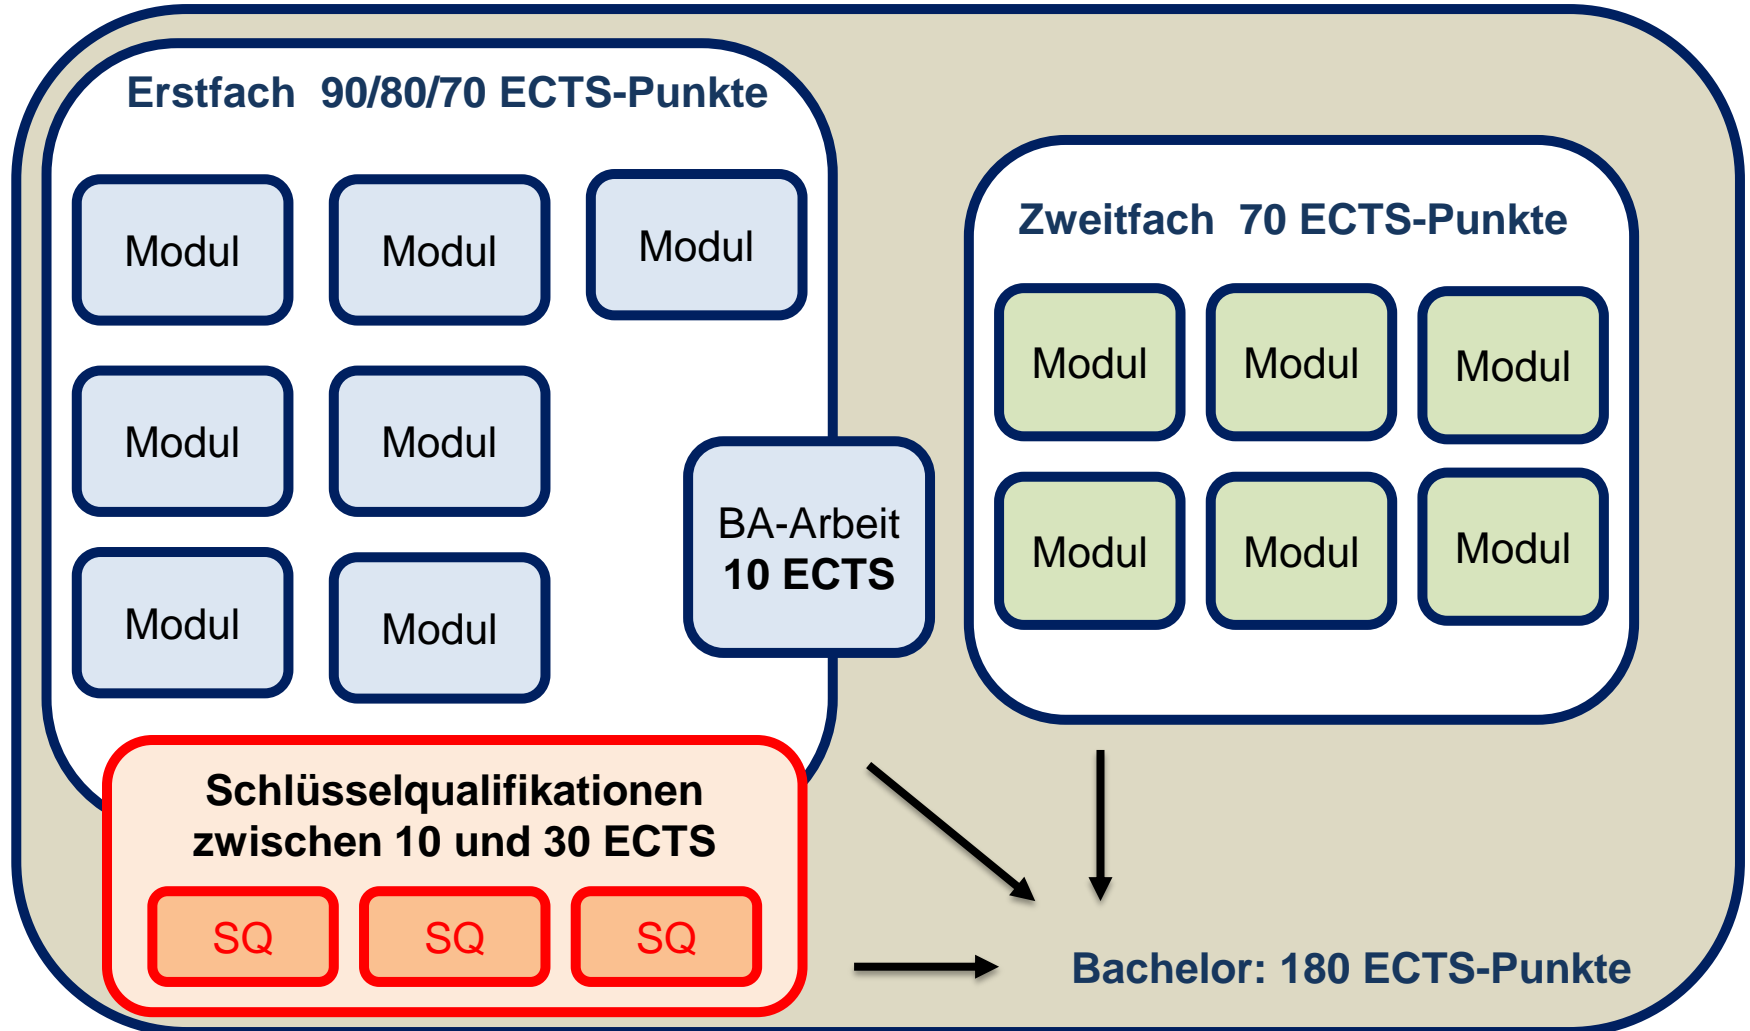 Erstfach 90/80/70 ECTS-Punkte
Modul Modul Modul
Modul Modul
Modul Modul
BA-Arbeit
10 ECTS
Zweitfach 70 ECTS-Punkte
Modul Modul Modul
Modul Modul Modul
Schlüsselqualifikationen
zwischen 10 und 30 ECTS
SQ SQ SQ
Bachelor: 180 ECTS-Punkte